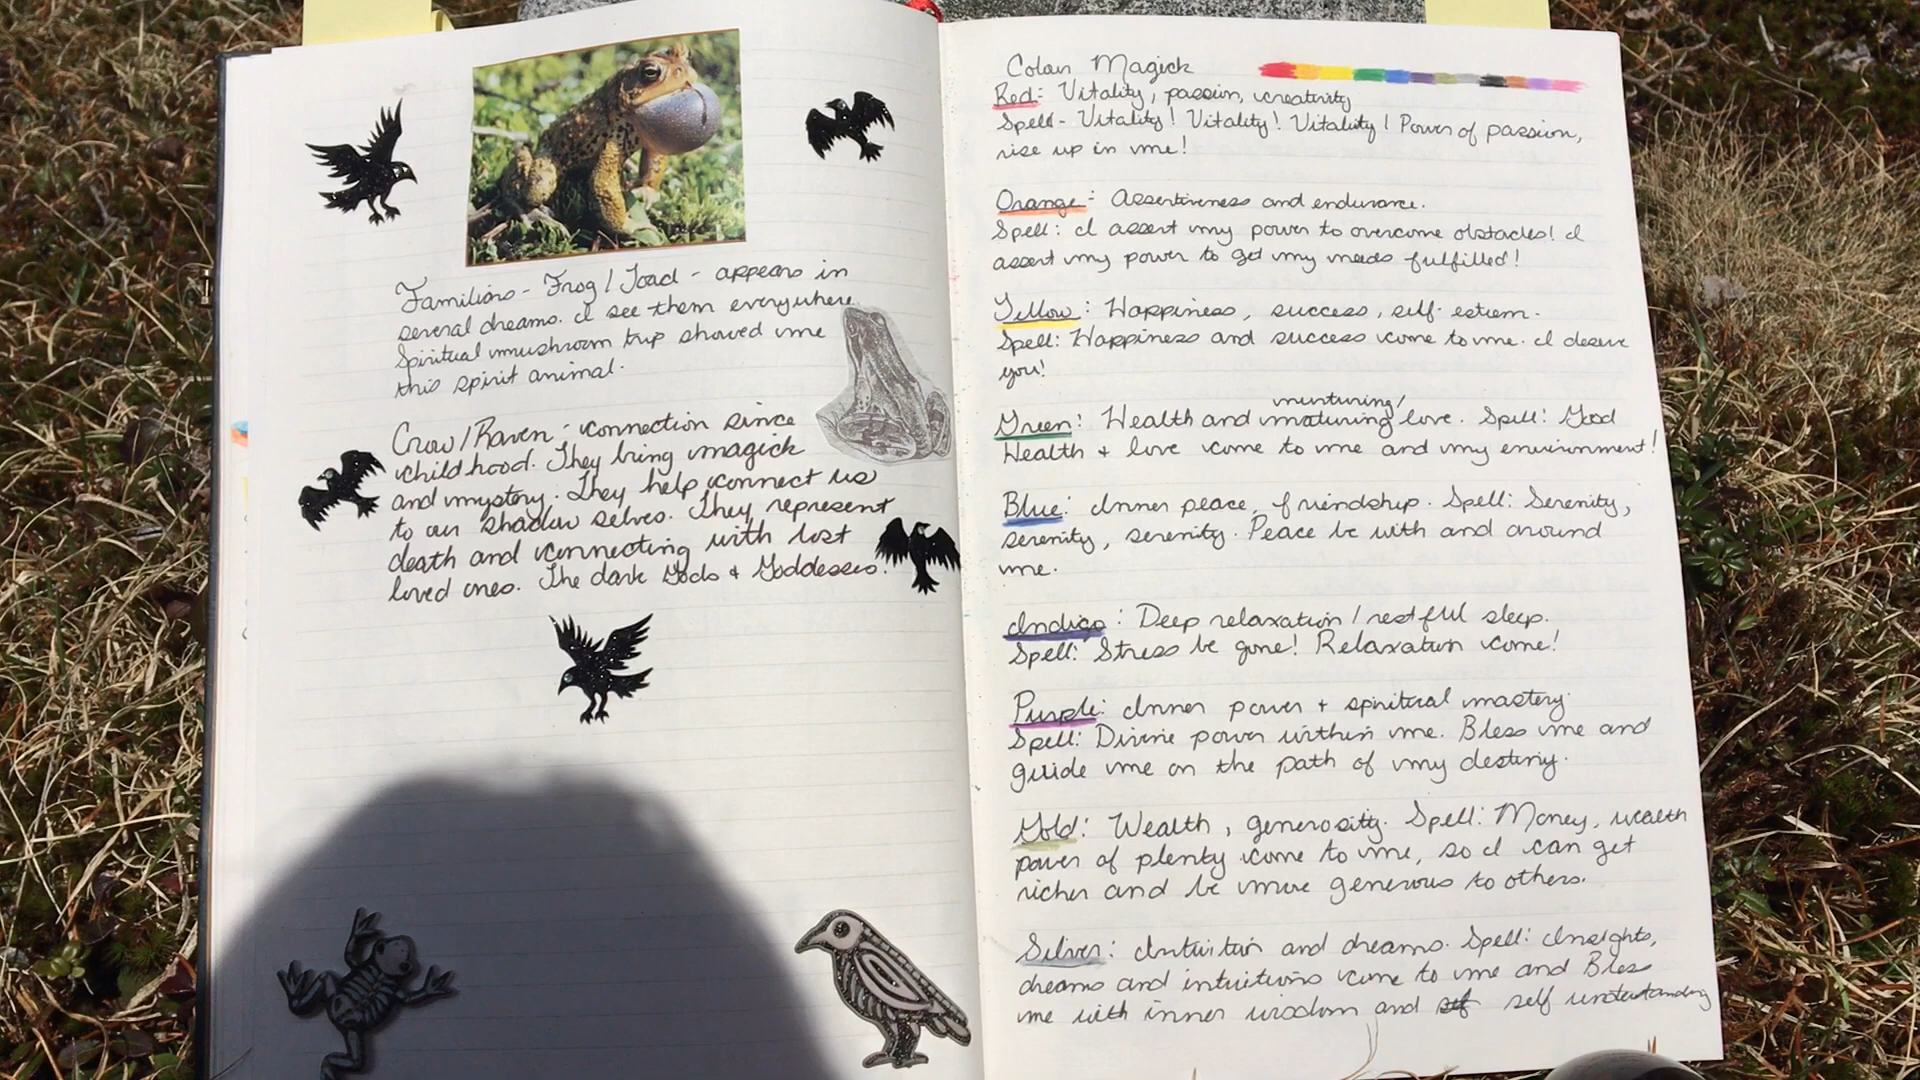 Familiars - Frog / Toad - appears in
several dreams. I see them everywhere.
Spiritual mushroom trip showed me
this spirit animal.
Crow / Raven - connection since
childhood. They bring magick
and mystery. They help connect us
to our shadow selves. They represent
death and connecting with lost
loved ones. The dark Gods & Goddesses.
Color Magick
Red: Vitality, passion, creativity
Spell - Vitality! Vitality! Vitality! Power of passion,
rise up in me!
Orange: Assertiveness and endurance.
Spell: I assert my power to overcome obstacles! I
assert my power to get my needs fulfilled!
Yellow: Happiness, success, self-esteem.
Spell: Happiness and success come to me. I deserve
you!
nurturing/
Green: Health and maturing love. Spell: Good
Health & love come to me and my environment!
Blue: Inner peace, friendship. Spell: Serenity,
serenity, serenity. Peace be with and around
me.
Indigo: Deep relaxation / restful sleep.
Spell: Stress be gone! Relaxation come!
Purple: Inner power + spiritual mastery
Spell: Divine power within me. Bless me and
guide me on the path of my destiny.
Gold: Wealth, generosity. Spell: Money, wealth
power of plenty come to me, so I can get
richer and be more generous to others.
Silver: Intuition and dreams. Spell: Insights,
dreams and intuitions come to me and Bless
me with inner wisdom and self understanding